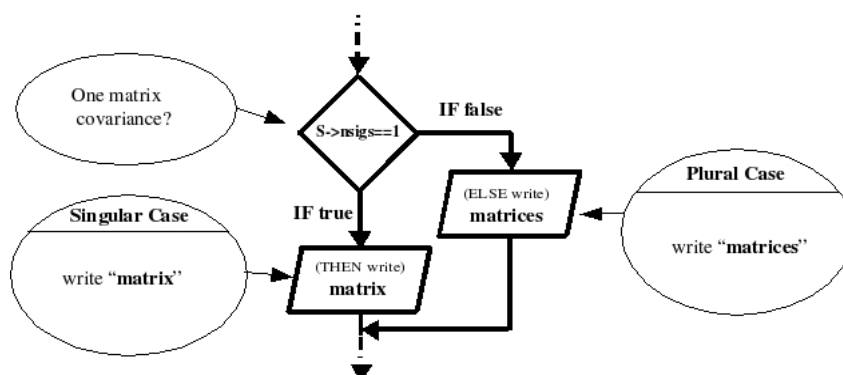 One matrix
covariance?
S->nsigs==1
IF false
Singular Case
write “matrix”
IF true
(THEN write)
matrix
(ELSE write)
matrices
Plural Case
write “matrices”